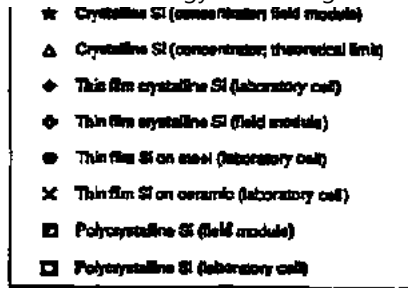 Crystalline Si (concentrator; field module)
Crystalline Si (concentrator; theoretical limit)
Thin film crystalline Si (laboratory cell)
Thin film crystalline Si (field module)
Thin film Si on steel (laboratory cell)
Thin film Si on ceramic (laboratory cell)
Polycrystalline Si (field module)
Polycrystalline Si (laboratory cell)